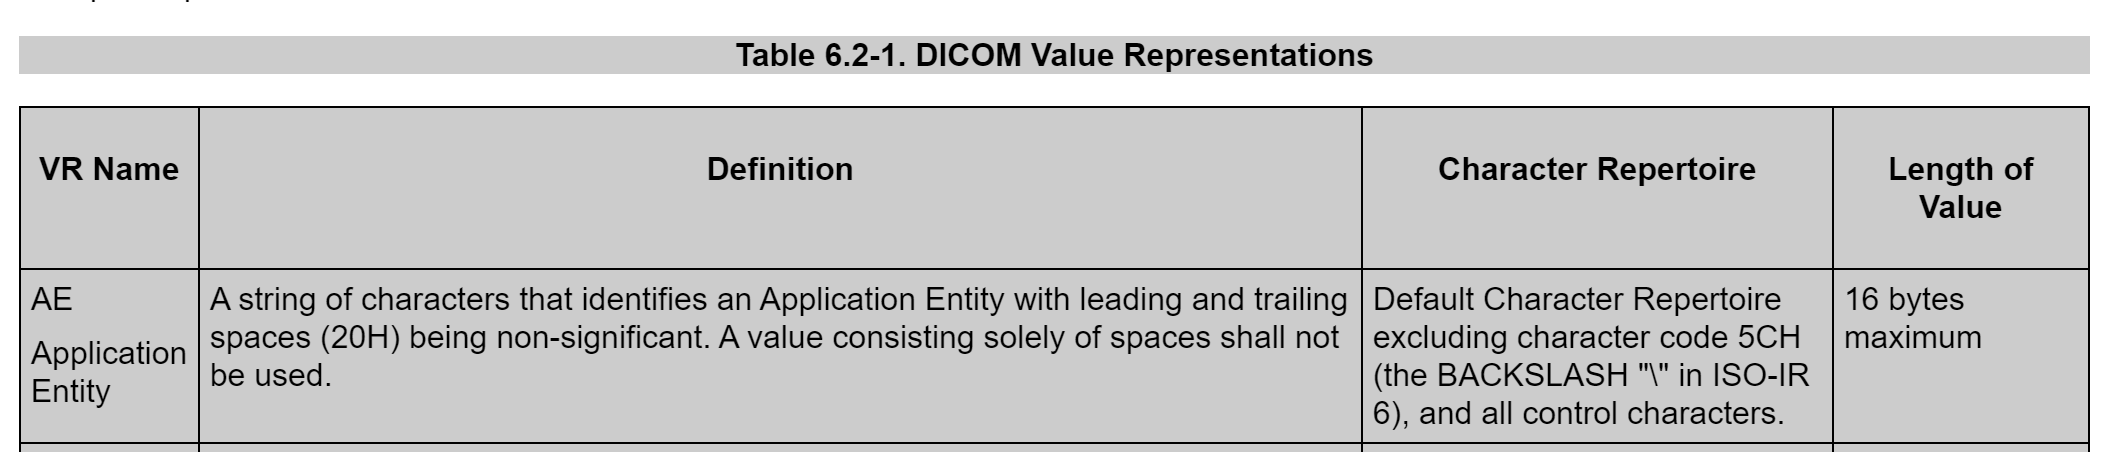 Table 6.2-1. DICOM Value Representations
VR Name
Definition
Character Repertoire
Length of
Value
AE
Application
Entity
A string of characters that identifies an Application Entity with leading and trailing
spaces (20H) being non-significant. A value consisting solely of spaces shall not
be used.
Default Character Repertoire
excluding character code 5CH
(the BACKSLASH "\" in ISO-IR
6), and all control characters.
16 bytes
maximum